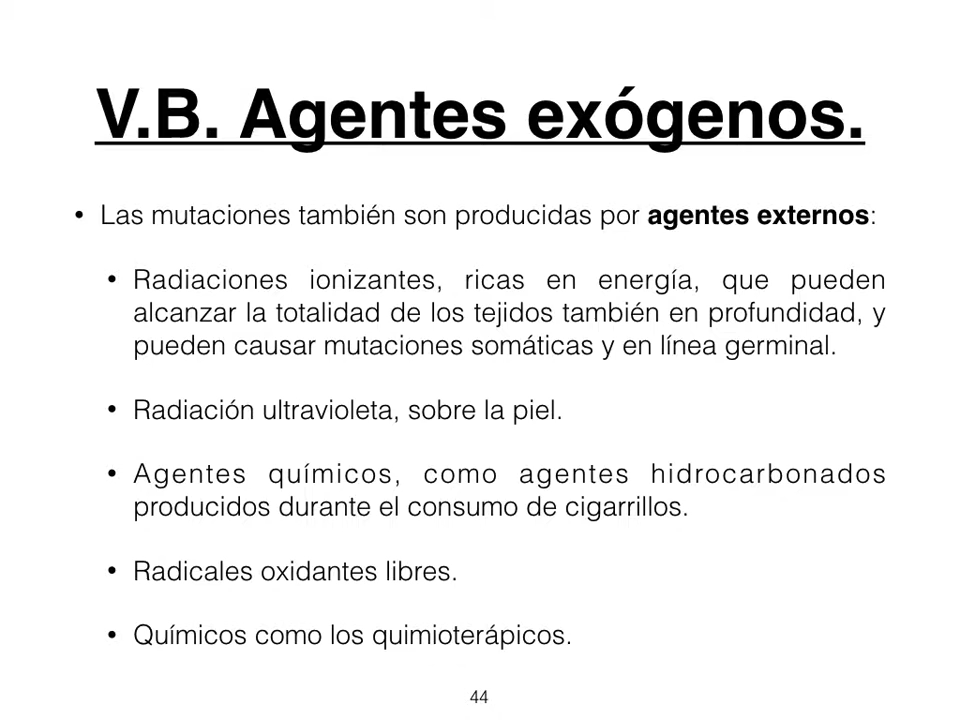 V.B. Agentes exógenos.
• Las mutaciones también son producidas por agentes externos:
• Radiaciones ionizantes, ricas en energía, que pueden
alcanzar la totalidad de los tejidos también en profundidad, y
pueden causar mutaciones somáticas y en línea germinal.
• Radiación ultravioleta, sobre la piel.
• Agentes químicos, como agentes hidrocarbonados
producidos durante el consumo de cigarrillos.
• Radicales oxidantes libres.
• Químicos como los quimioterápicos.
44